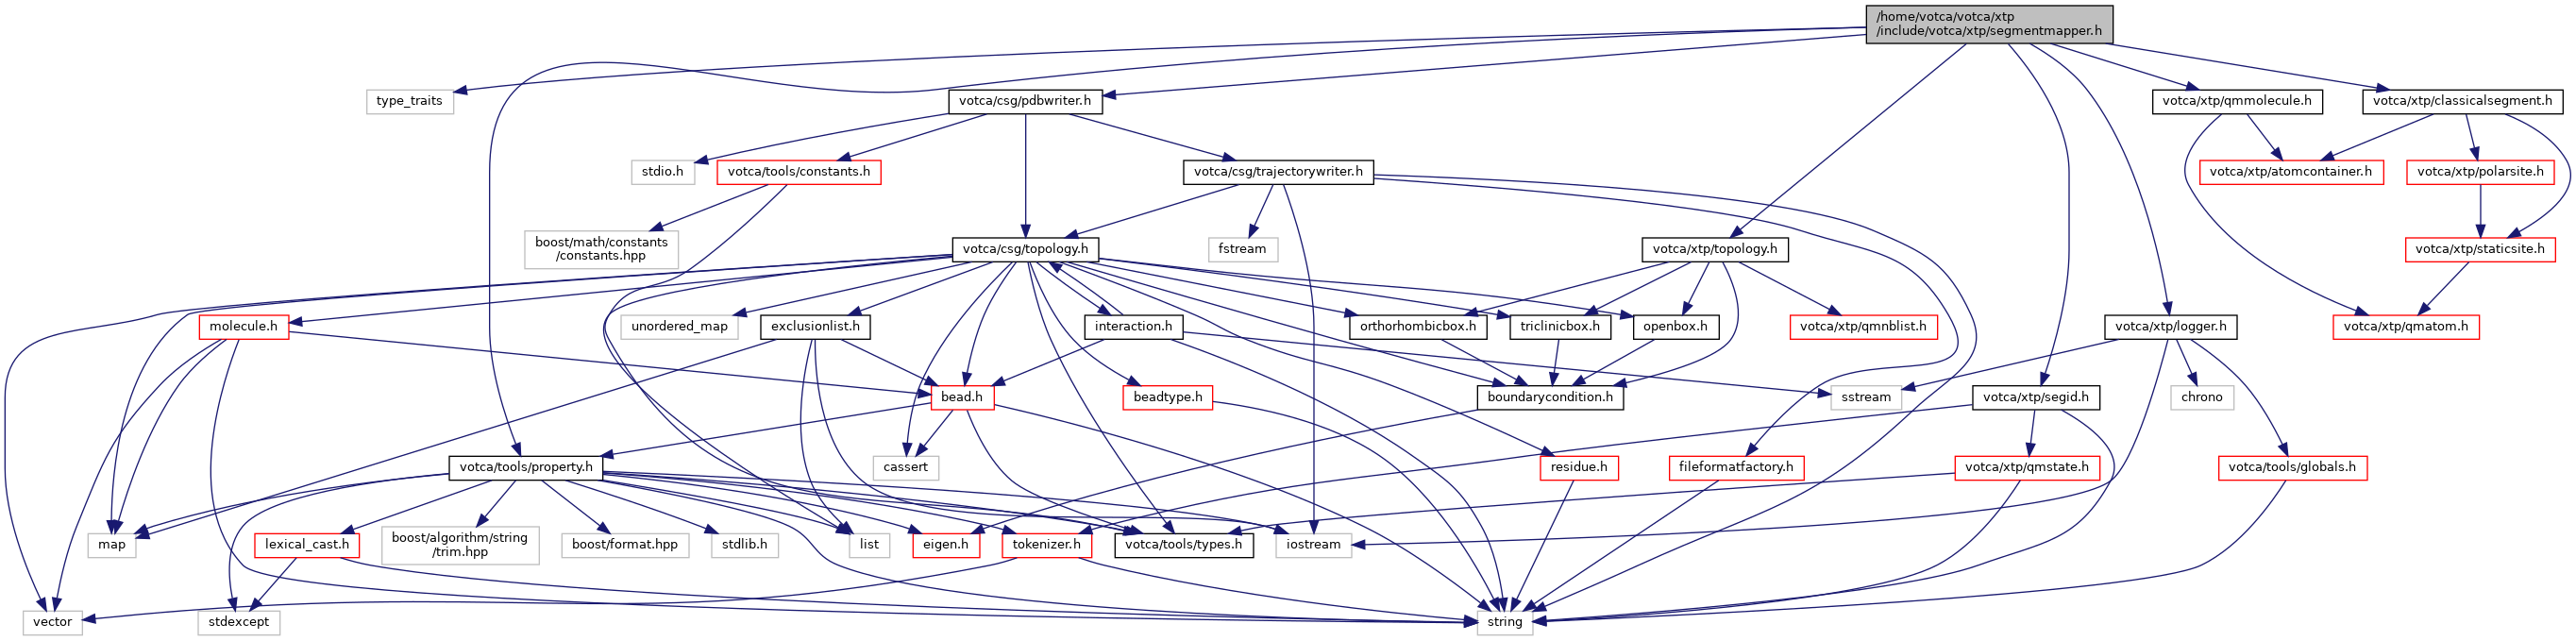 /home/votca/votca/xtp
/include/votca/xtp/segmentmapper.h
type_traits
votca/csg/pdbwriter.h
votca/xtp/qmmolecule.h
votca/xtp/classicalsegment.h
stdio.h
votca/tools/constants.h
votca/csg/trajectorywriter.h
votca/xtp/atomcontainer.h
votca/xtp/polarsite.h
boost/math/constants
/constants.hpp
votca/csg/topology.h
fstream
votca/xtp/topology.h
votca/xtp/staticsite.h
molecule.h
unordered_map
exclusionlist.h
interaction.h
orthorhombicbox.h
triclinicbox.h
openbox.h
votca/xtp/qmnblist.h
votca/xtp/logger.h
votca/xtp/qmatom.h
bead.h
beadtype.h
boundarycondition.h
sstream
votca/xtp/segid.h
chrono
votca/tools/property.h
cassert
residue.h
fileformatfactory.h
votca/xtp/qmstate.h
votca/tools/globals.h
map
lexical_cast.h
boost/algorithm/string
/trim.hpp
boost/format.hpp
stdlib.h
list
eigen.h
tokenizer.h
votca/tools/types.h
iostream
vector
stdexcept
string